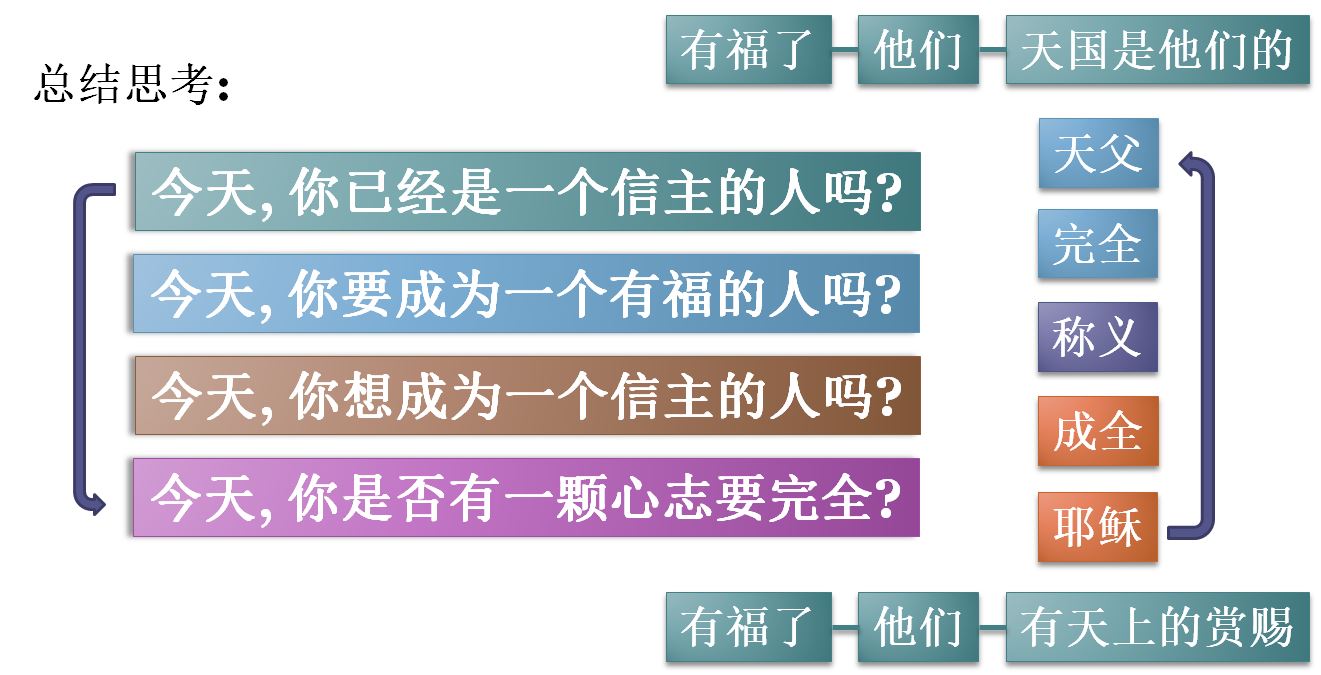 有福了 他们 天国是他们的
总结思考：
今天，你已经是一个信主的人吗？
今天，你要成为一个有福的人吗？
今天，你想成为一个信主的人吗？
今天，你是否有一颗心志要完全？
天父
完全
称义
成全
耶稣
有福了 他们 有天上的赏赐